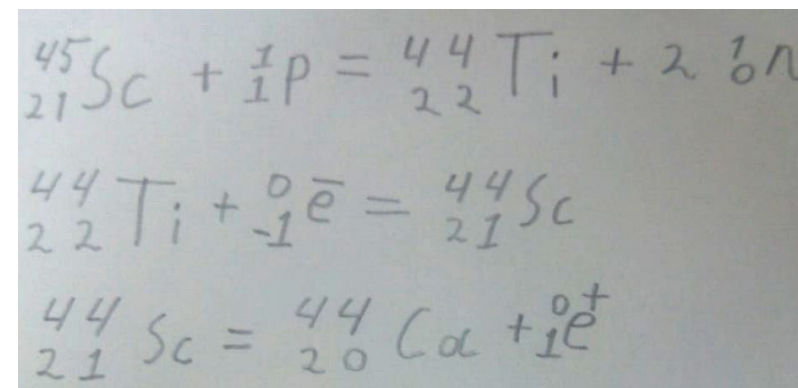 ⁴⁵₂₁Sc + ¹₁p = ⁴⁴₂₂Ti + 2 ¹₀n
⁴⁴₂₂Ti + ⁰₋₁e⁻ = ⁴⁴₂₁Sc
⁴⁴₂₁Sc = ⁴⁴₂₀Ca + ⁰₁e⁺